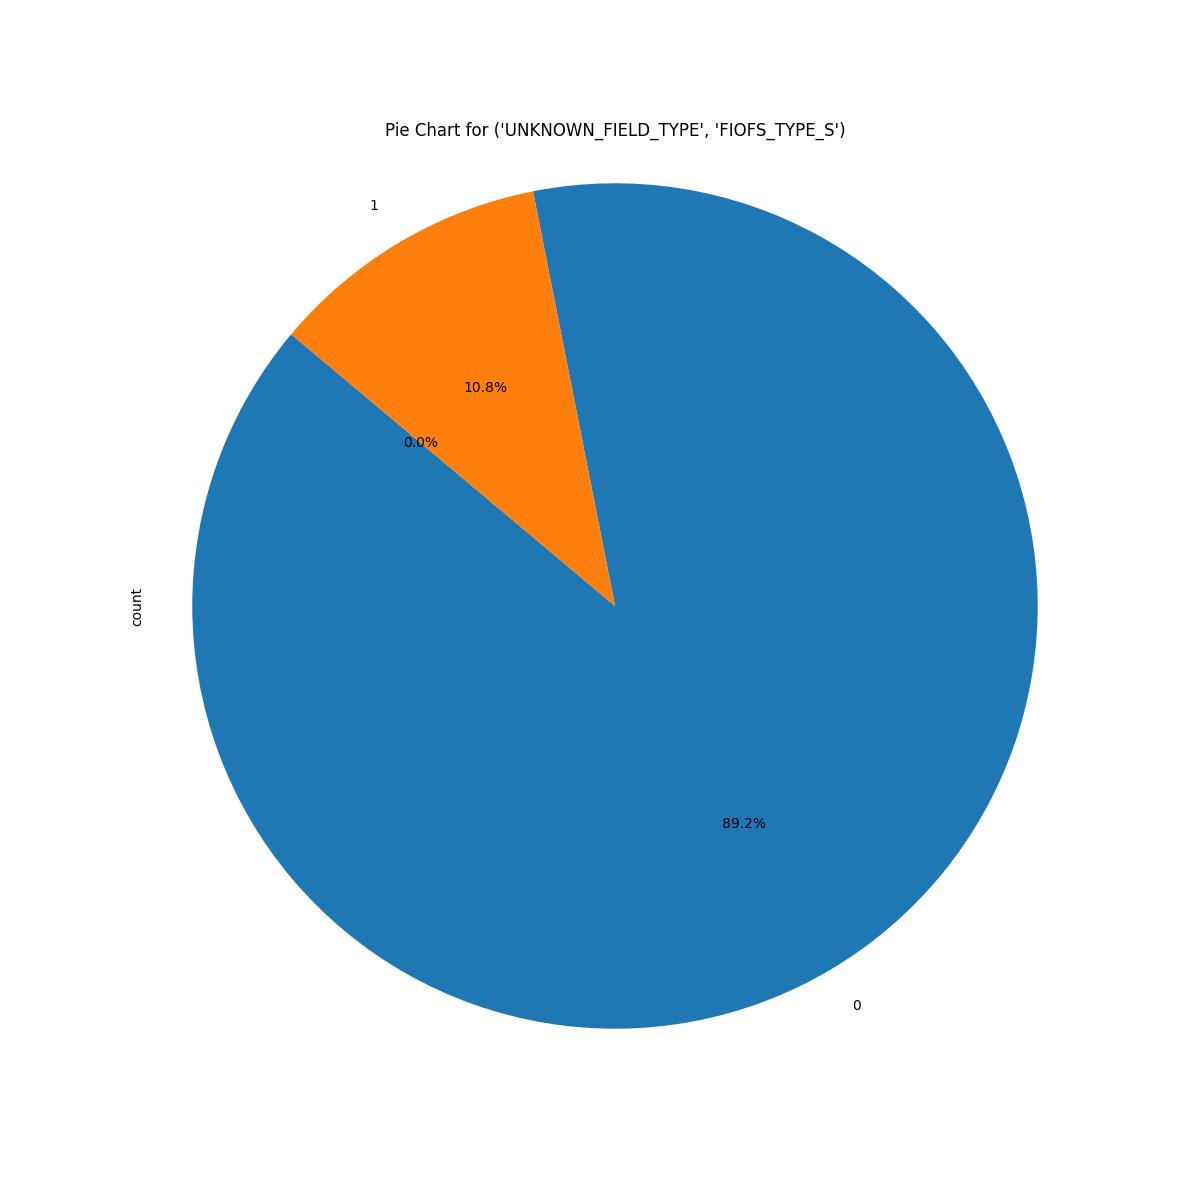 Pie Chart for ('UNKNOWN_FIELD_TYPE', 'FIOFS_TYPE_S')
1
10.8%
0.0%
count
89.2%
0